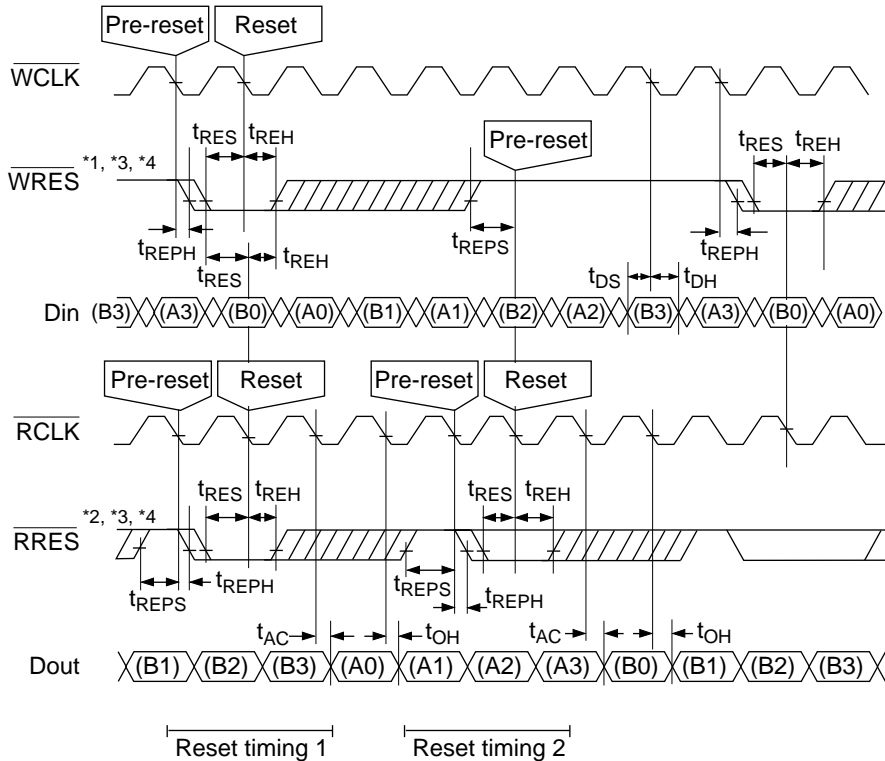 Pre-reset Reset
WCLK
tRES tREH Pre-reset tRES tREH
WRES *1, *3, *4
tREPH tREPS tREPH
tRES tREH
tDS tDH
Din (B3) (A3) (B0) (A0) (B1) (A1) (B2) (A2) (B3) (A3) (B0) (A0)
Pre-reset Reset Pre-reset Reset
RCLK
tRES tREH tRES tREH
RRES *2, *3, *4
tREPS tREPH tREPS tREPH
tAC tOH tAC tOH
Dout (B1) (B2) (B3) (A0) (A1) (A2) (A3) (B0) (B1) (B2) (B3)
Reset timing 1 Reset timing 2